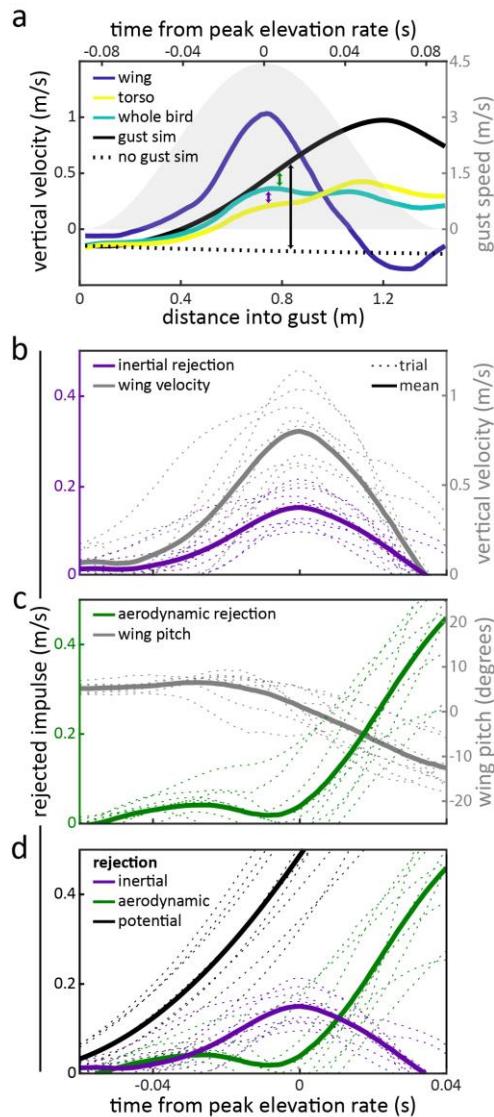 a
time from peak elevation rate (s)
-0.08 -0.04 0 0.04 0.08
wing
torso
whole bird
gust sim
no gust sim
vertical velocity (m/s)
1
0.5
0
gust speed (m/s)
4.5
3
1.5
0
0 0.4 0.8 1.2
distance into gust (m)
b
inertial rejection
wing velocity
trial
mean
0.4
0.2
0
vertical velocity (m/s)
1
0.5
0
c
aerodynamic rejection
wing pitch
rejected impulse (m/s)
0.4
0.2
0
wing pitch (degrees)
20
10
0
-10
-20
d
rejection
inertial
aerodynamic
potential
0.4
0.2
0
-0.04 0 0.04
time from peak elevation rate (s)